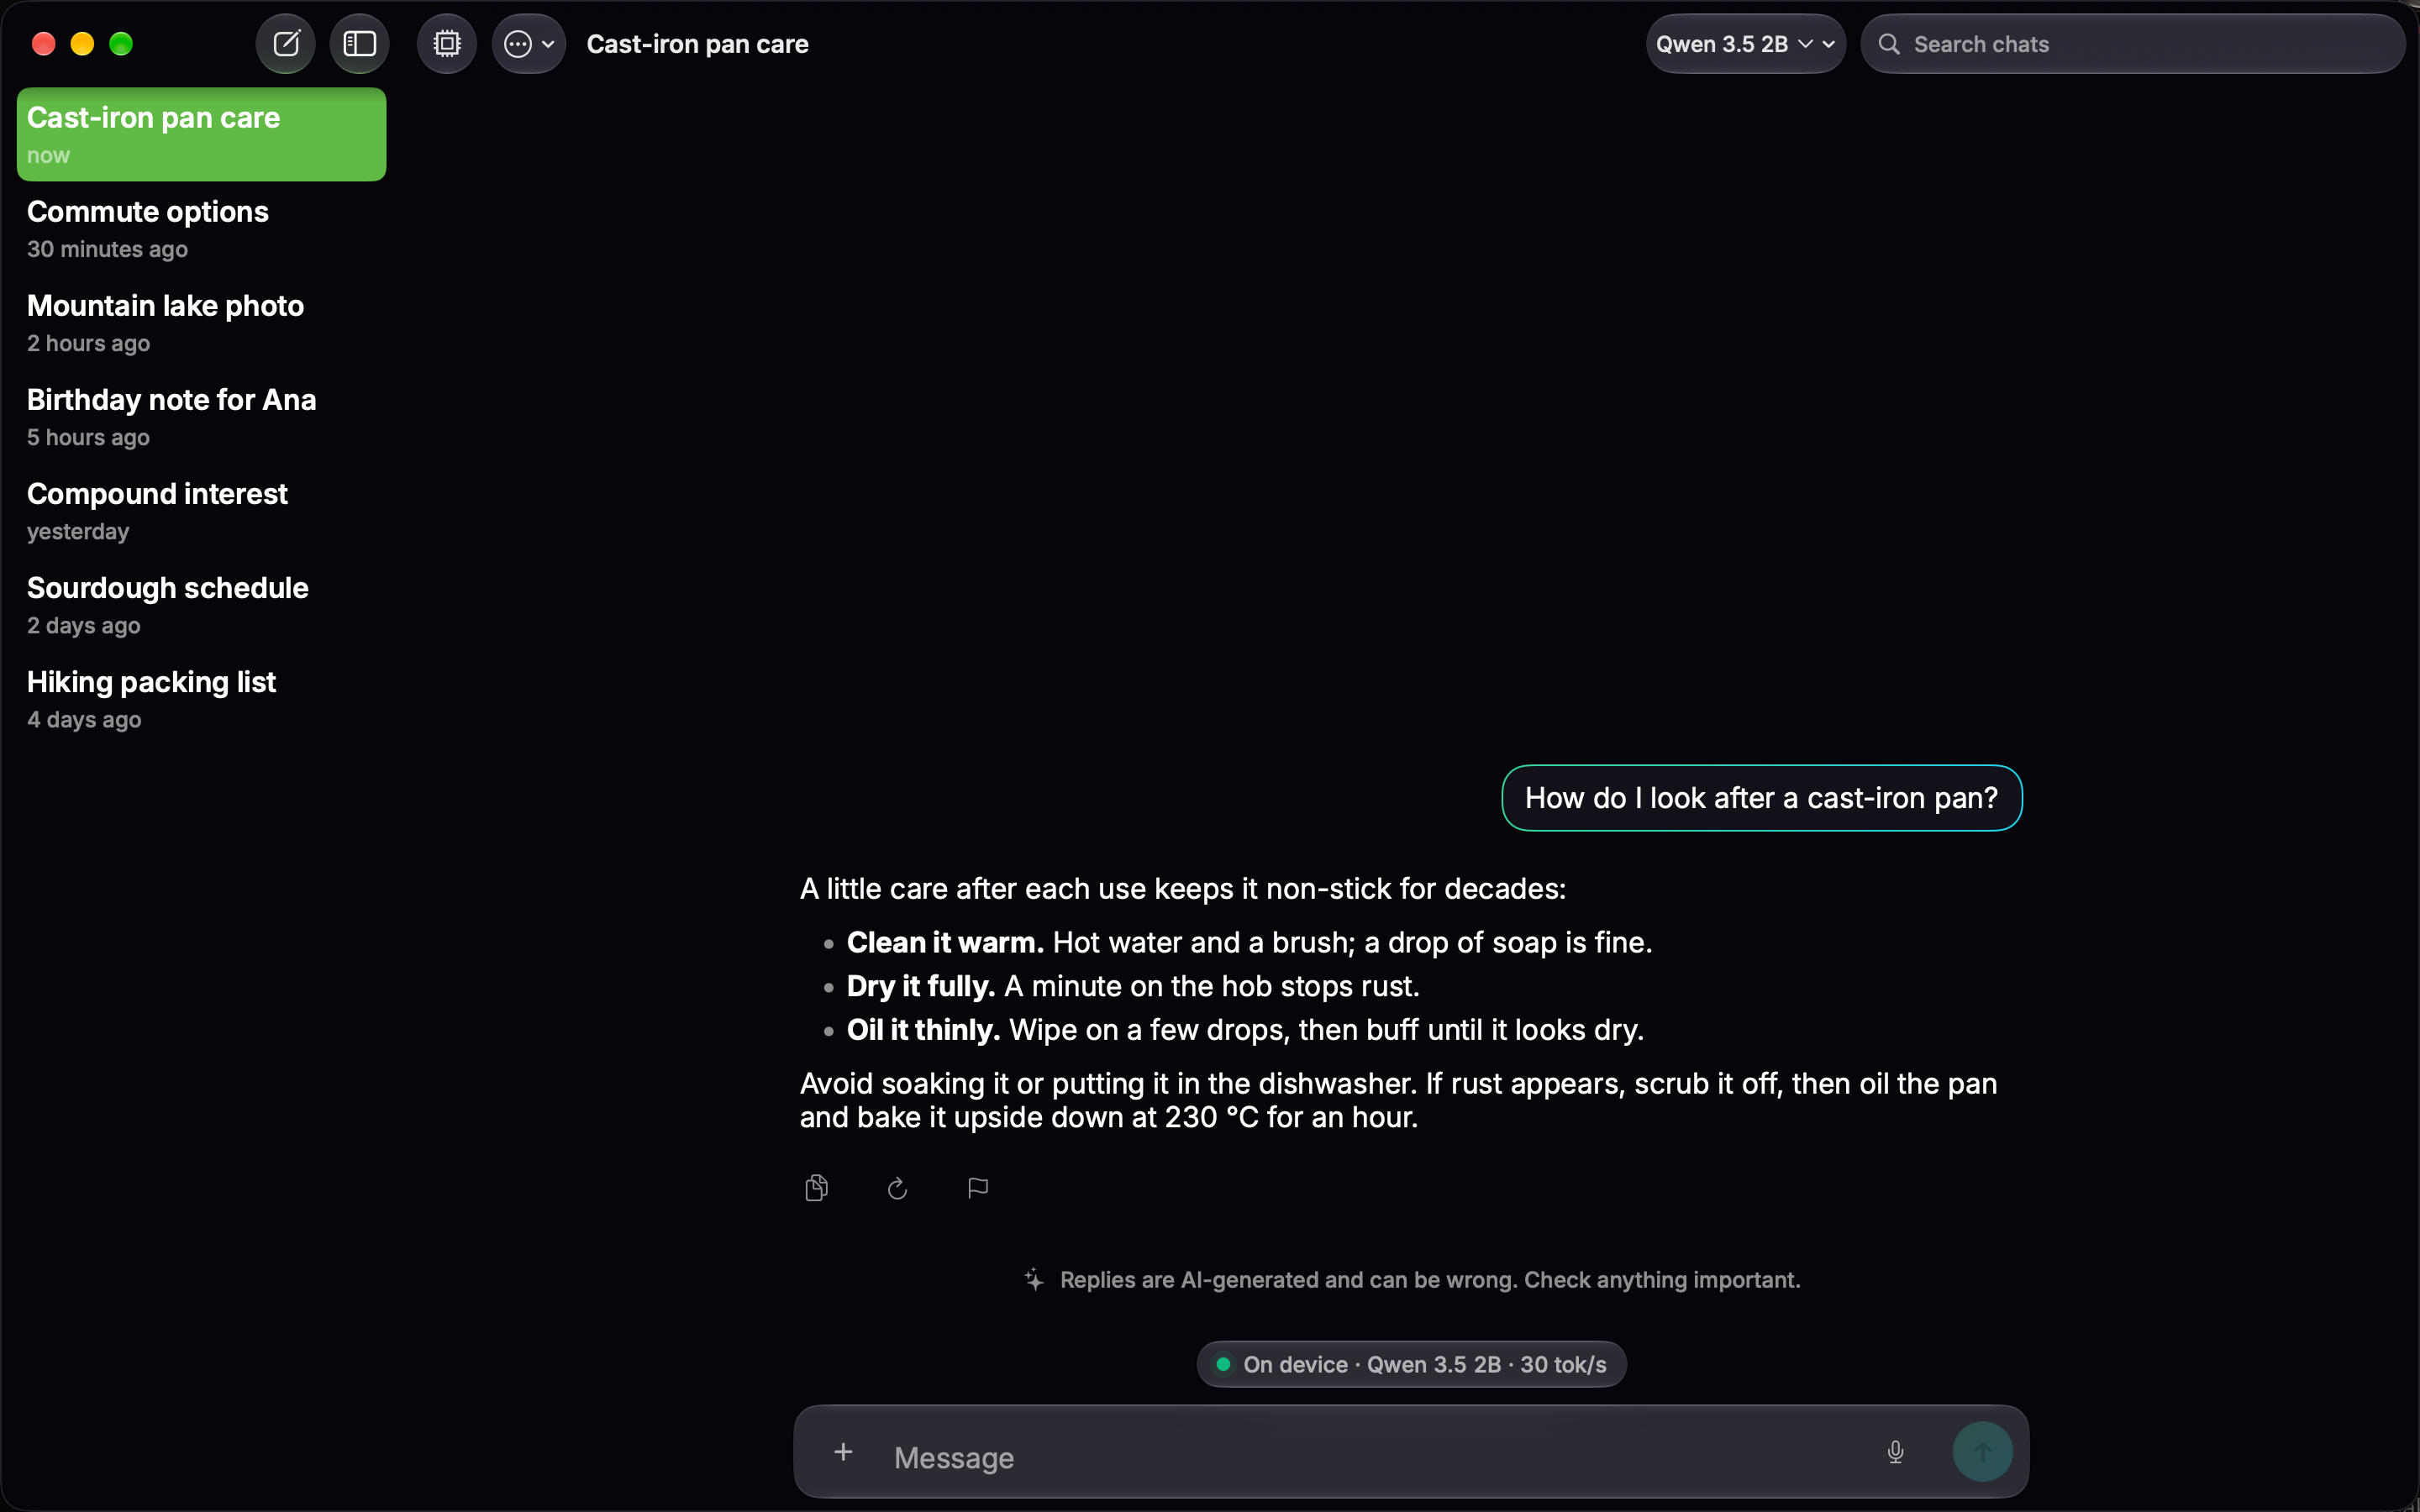 Cast-iron pan care
Qwen 3.5 2B
Search chats
Cast-iron pan care
now
Commute options
30 minutes ago
Mountain lake photo
2 hours ago
Birthday note for Ana
5 hours ago
Compound interest
yesterday
Sourdough schedule
2 days ago
Hiking packing list
4 days ago
How do I look after a cast-iron pan?
A little care after each use keeps it non-stick for decades:
• Clean it warm. Hot water and a brush; a drop of soap is fine.
• Dry it fully. A minute on the hob stops rust.
• Oil it thinly. Wipe on a few drops, then buff until it looks dry.
Avoid soaking it or putting it in the dishwasher. If rust appears, scrub it off, then oil the pan
and bake it upside down at 230 °C for an hour.
Replies are AI-generated and can be wrong. Check anything important.
On device · Qwen 3.5 2B · 30 tok/s
Message